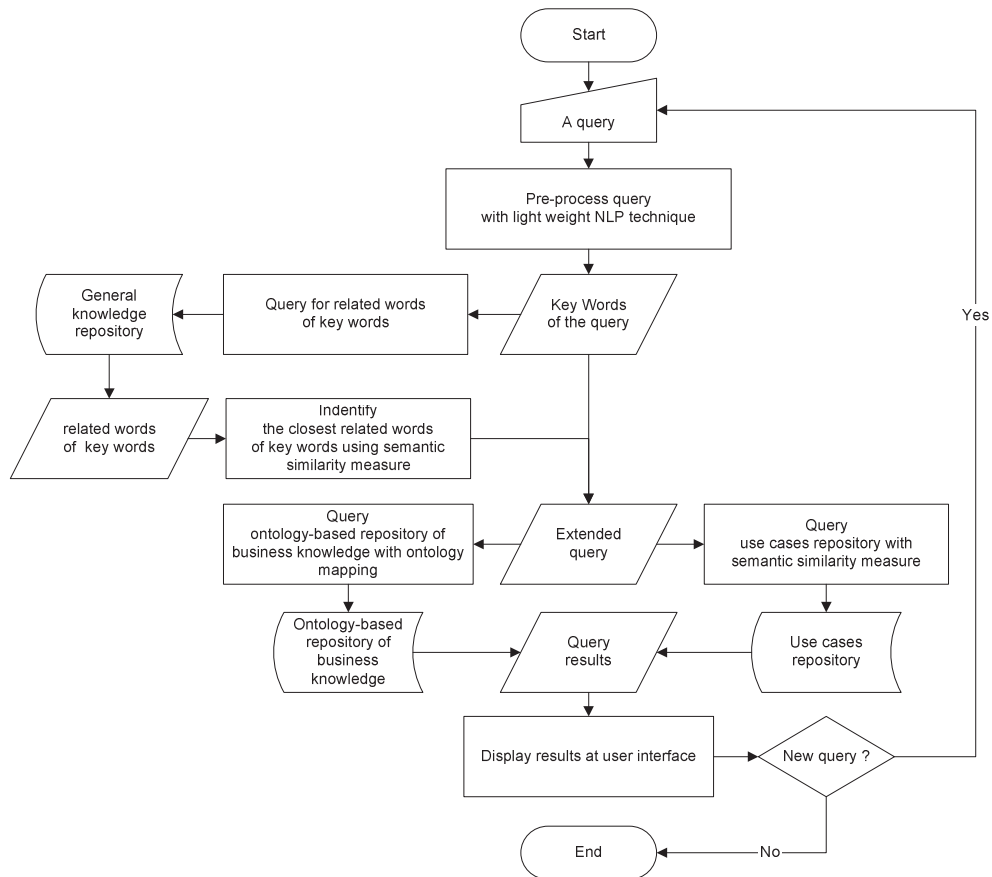 Start
A query
Pre-process query
with light weight NLP technique
General
knowledge
repository
Query for related words
of key words
Key Words
of the query
Yes
related words
of key words
Indentify
the closest related words
of key words using semantic
similarity measure
Query
ontology-based repository of
business knowledge with ontology
mapping
Extended
query
Query
use cases repository with
semantic similarity measure
Ontology-based
repository of
business
knowledge
Query
results
Use cases
repository
Display results at user interface
New query ?
End
No